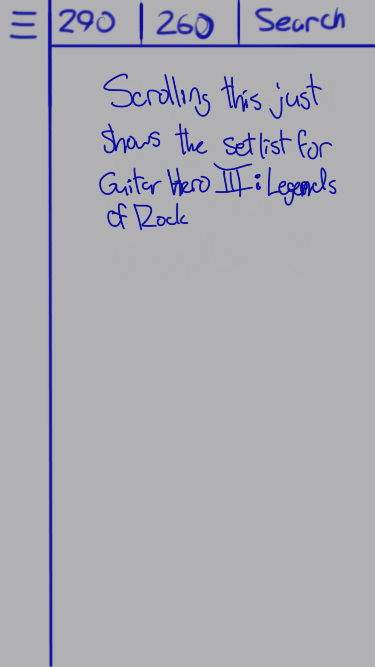 290 260 Search
Scrolling this just
shows the setlist for
Guitar Hero III: Legends
of Rock